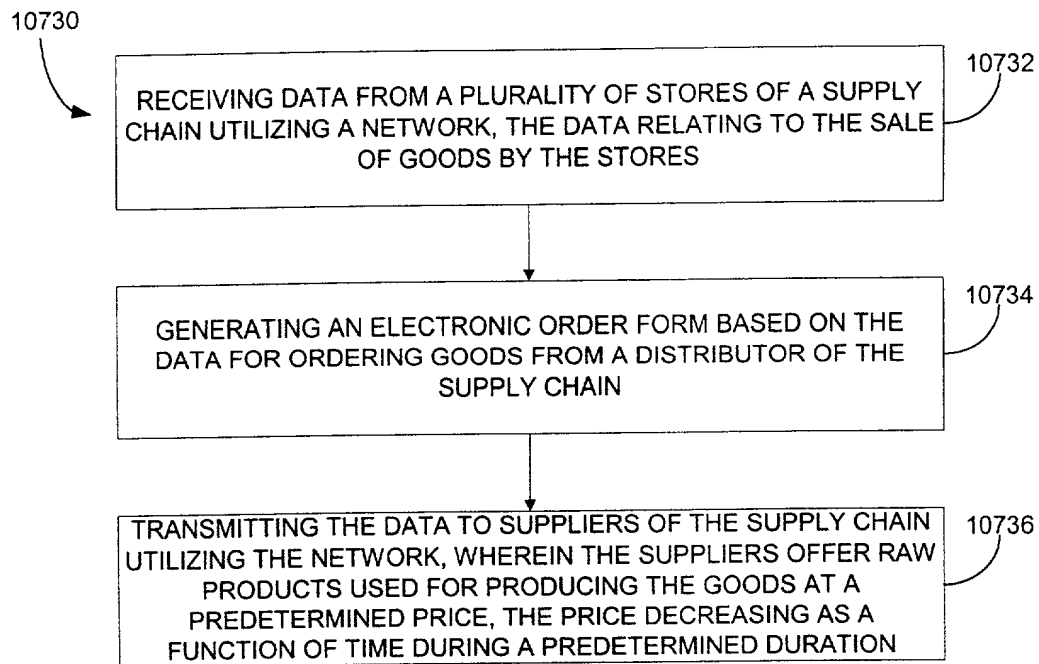 10730
10732
RECEIVING DATA FROM A PLURALITY OF STORES OF A SUPPLY
CHAIN UTILIZING A NETWORK, THE DATA RELATING TO THE SALE
OF GOODS BY THE STORES
10734
GENERATING AN ELECTRONIC ORDER FORM BASED ON THE
DATA FOR ORDERING GOODS FROM A DISTRIBUTOR OF THE
SUPPLY CHAIN
10736
TRANSMITTING THE DATA TO SUPPLIERS OF THE SUPPLY CHAIN
UTILIZING THE NETWORK, WHEREIN THE SUPPLIERS OFFER RAW
PRODUCTS USED FOR PRODUCING THE GOODS AT A
PREDETERMINED PRICE, THE PRICE DECREASING AS A
FUNCTION OF TIME DURING A PREDETERMINED DURATION